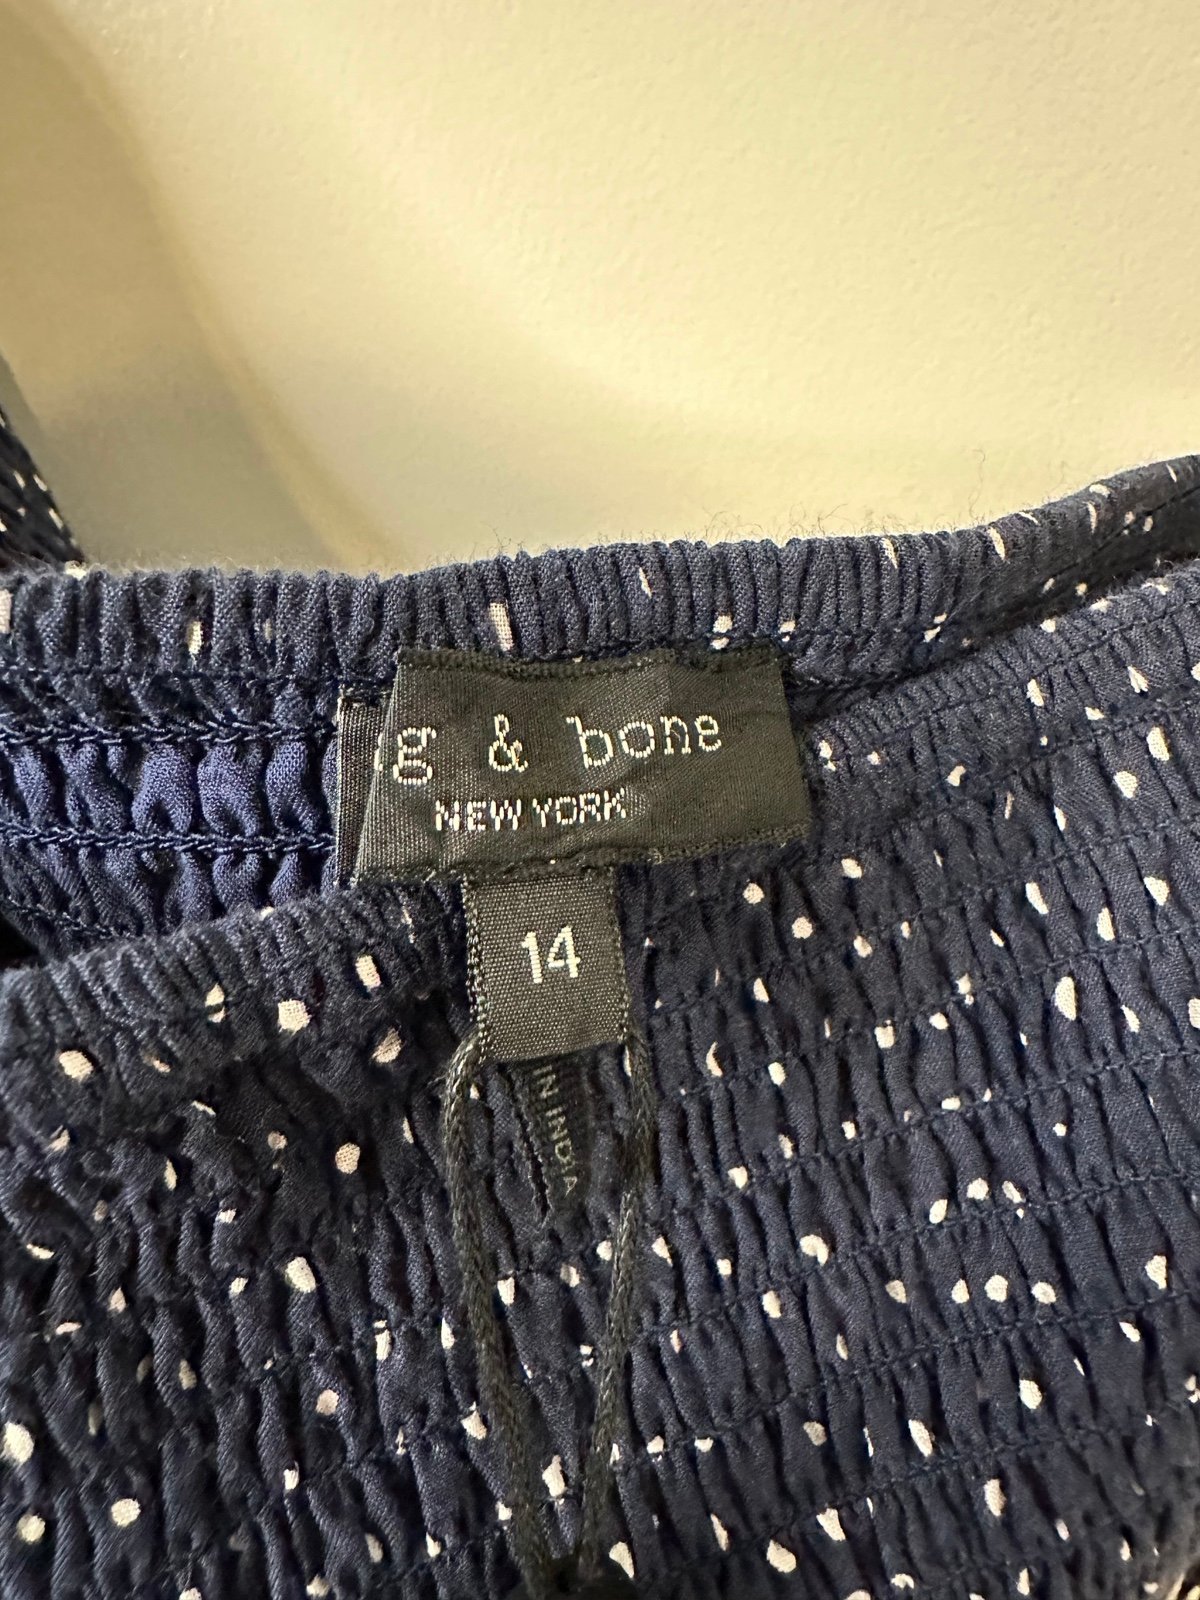 g & bone
NEW YORK
14
IN INDIA